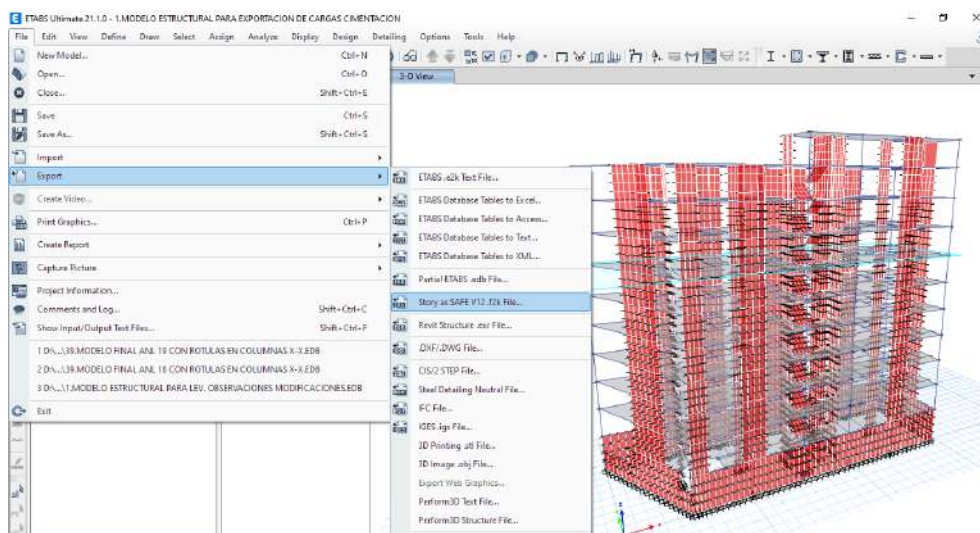 ETABS Ultimate 21.1.0 - 1.MODELO ESTRUCTURAL PARA EXPORTACION DE CARGAS CIMENTACION
File Edit View Define Draw Select Assign Analyze Display Design Detailing Options Tools Help
New Model... Ctrl+N
Open... Ctrl+O
Close... Shift+Ctrl+E
Save Ctrl+S
Save As... Shift+Ctrl+S
Import
Export
Create Video...
Print Graphics... Ctrl+P
Create Report
Capture Picture
Project Information...
Comments and Log... Shift+Ctrl+C
Show Input/Output Text Files... Shift+Ctrl+F
1 D:\...\39.MODELO FINAL ANL 19 CON ROTULAS EN COLUMNAS X-X.EDB
2 D:\...\39.MODELO FINAL ANL 18 CON ROTULAS EN COLUMNAS X-X.EDB
3 D:\...\1.MODELO ESTRUCTURAL PARA LEV. OBSERVACIONES MODIFICACIONES.EDB
Exit
3-D View
ETABS .e2k Text File...
ETABS Database Tables to Excel...
ETABS Database Tables to Access...
ETABS Database Tables to Text...
ETABS Database Tables to XML...
Partial ETABS .edb File...
Story as SAFE V12 .f2k File...
Revit Structure .exr File...
.DXF/.DWG File...
CIS/2 STEP File...
Steel Detailing Neutral File...
IFC File...
IGES .igs File...
3D Printing .stl File...
3D Image .obj File...
Export Web Graphics...
Perform3D Text File...
Perform3D Structure File...